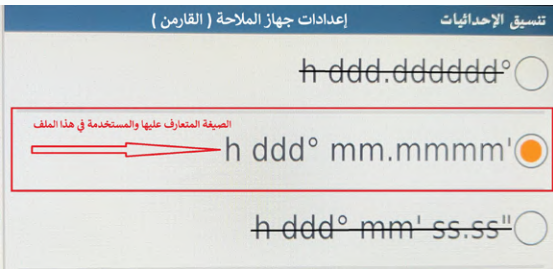 تنسيق الإحداثيات إعدادات جهاز الملاحة ( القارمن )
h ddd.dddddd°
الصيغة المتعارف عليها والمستخدمة في هذا الملف
h ddd° mm.mmmm'
h ddd° mm' ss.ss"